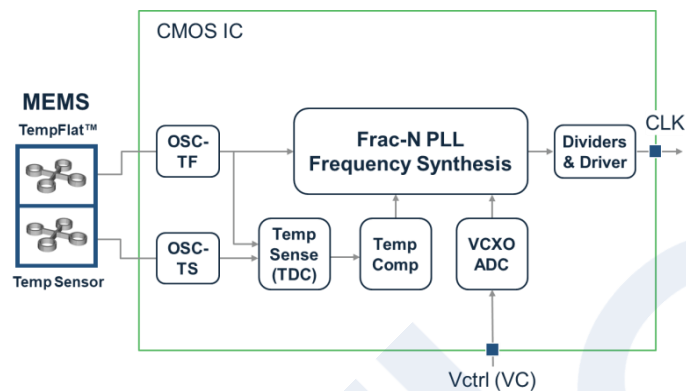 CMOS IC
MEMS
TempFlat™
OSC-
TF
Frac-N PLL
Frequency Synthesis
Dividers
& Driver
CLK
OSC-
TS
Temp
Sense
(TDC)
Temp
Comp
VCXO
ADC
Temp Sensor
Vctrl (VC)